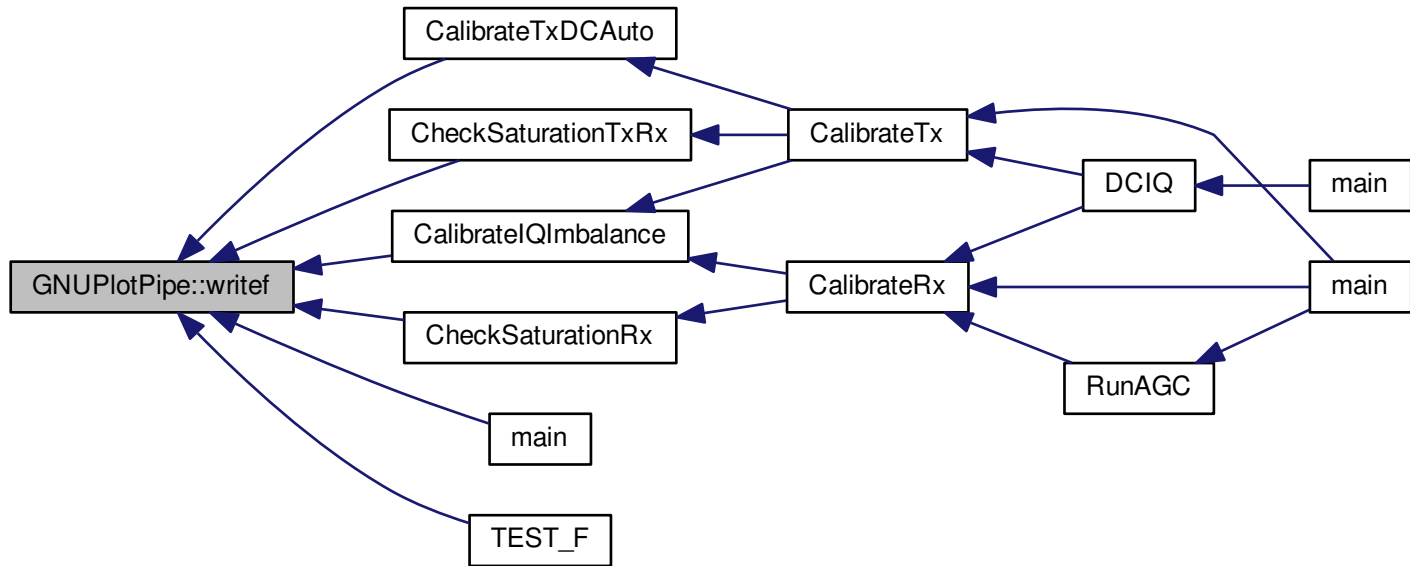 CalibrateTxDCAuto
CheckSaturationTxRx
CalibrateTx
DCIQ
main
CalibrateIQImbalance
GNUPlotPipe::writef
CalibrateRx
main
CheckSaturationRx
RunAGC
main
TEST_F